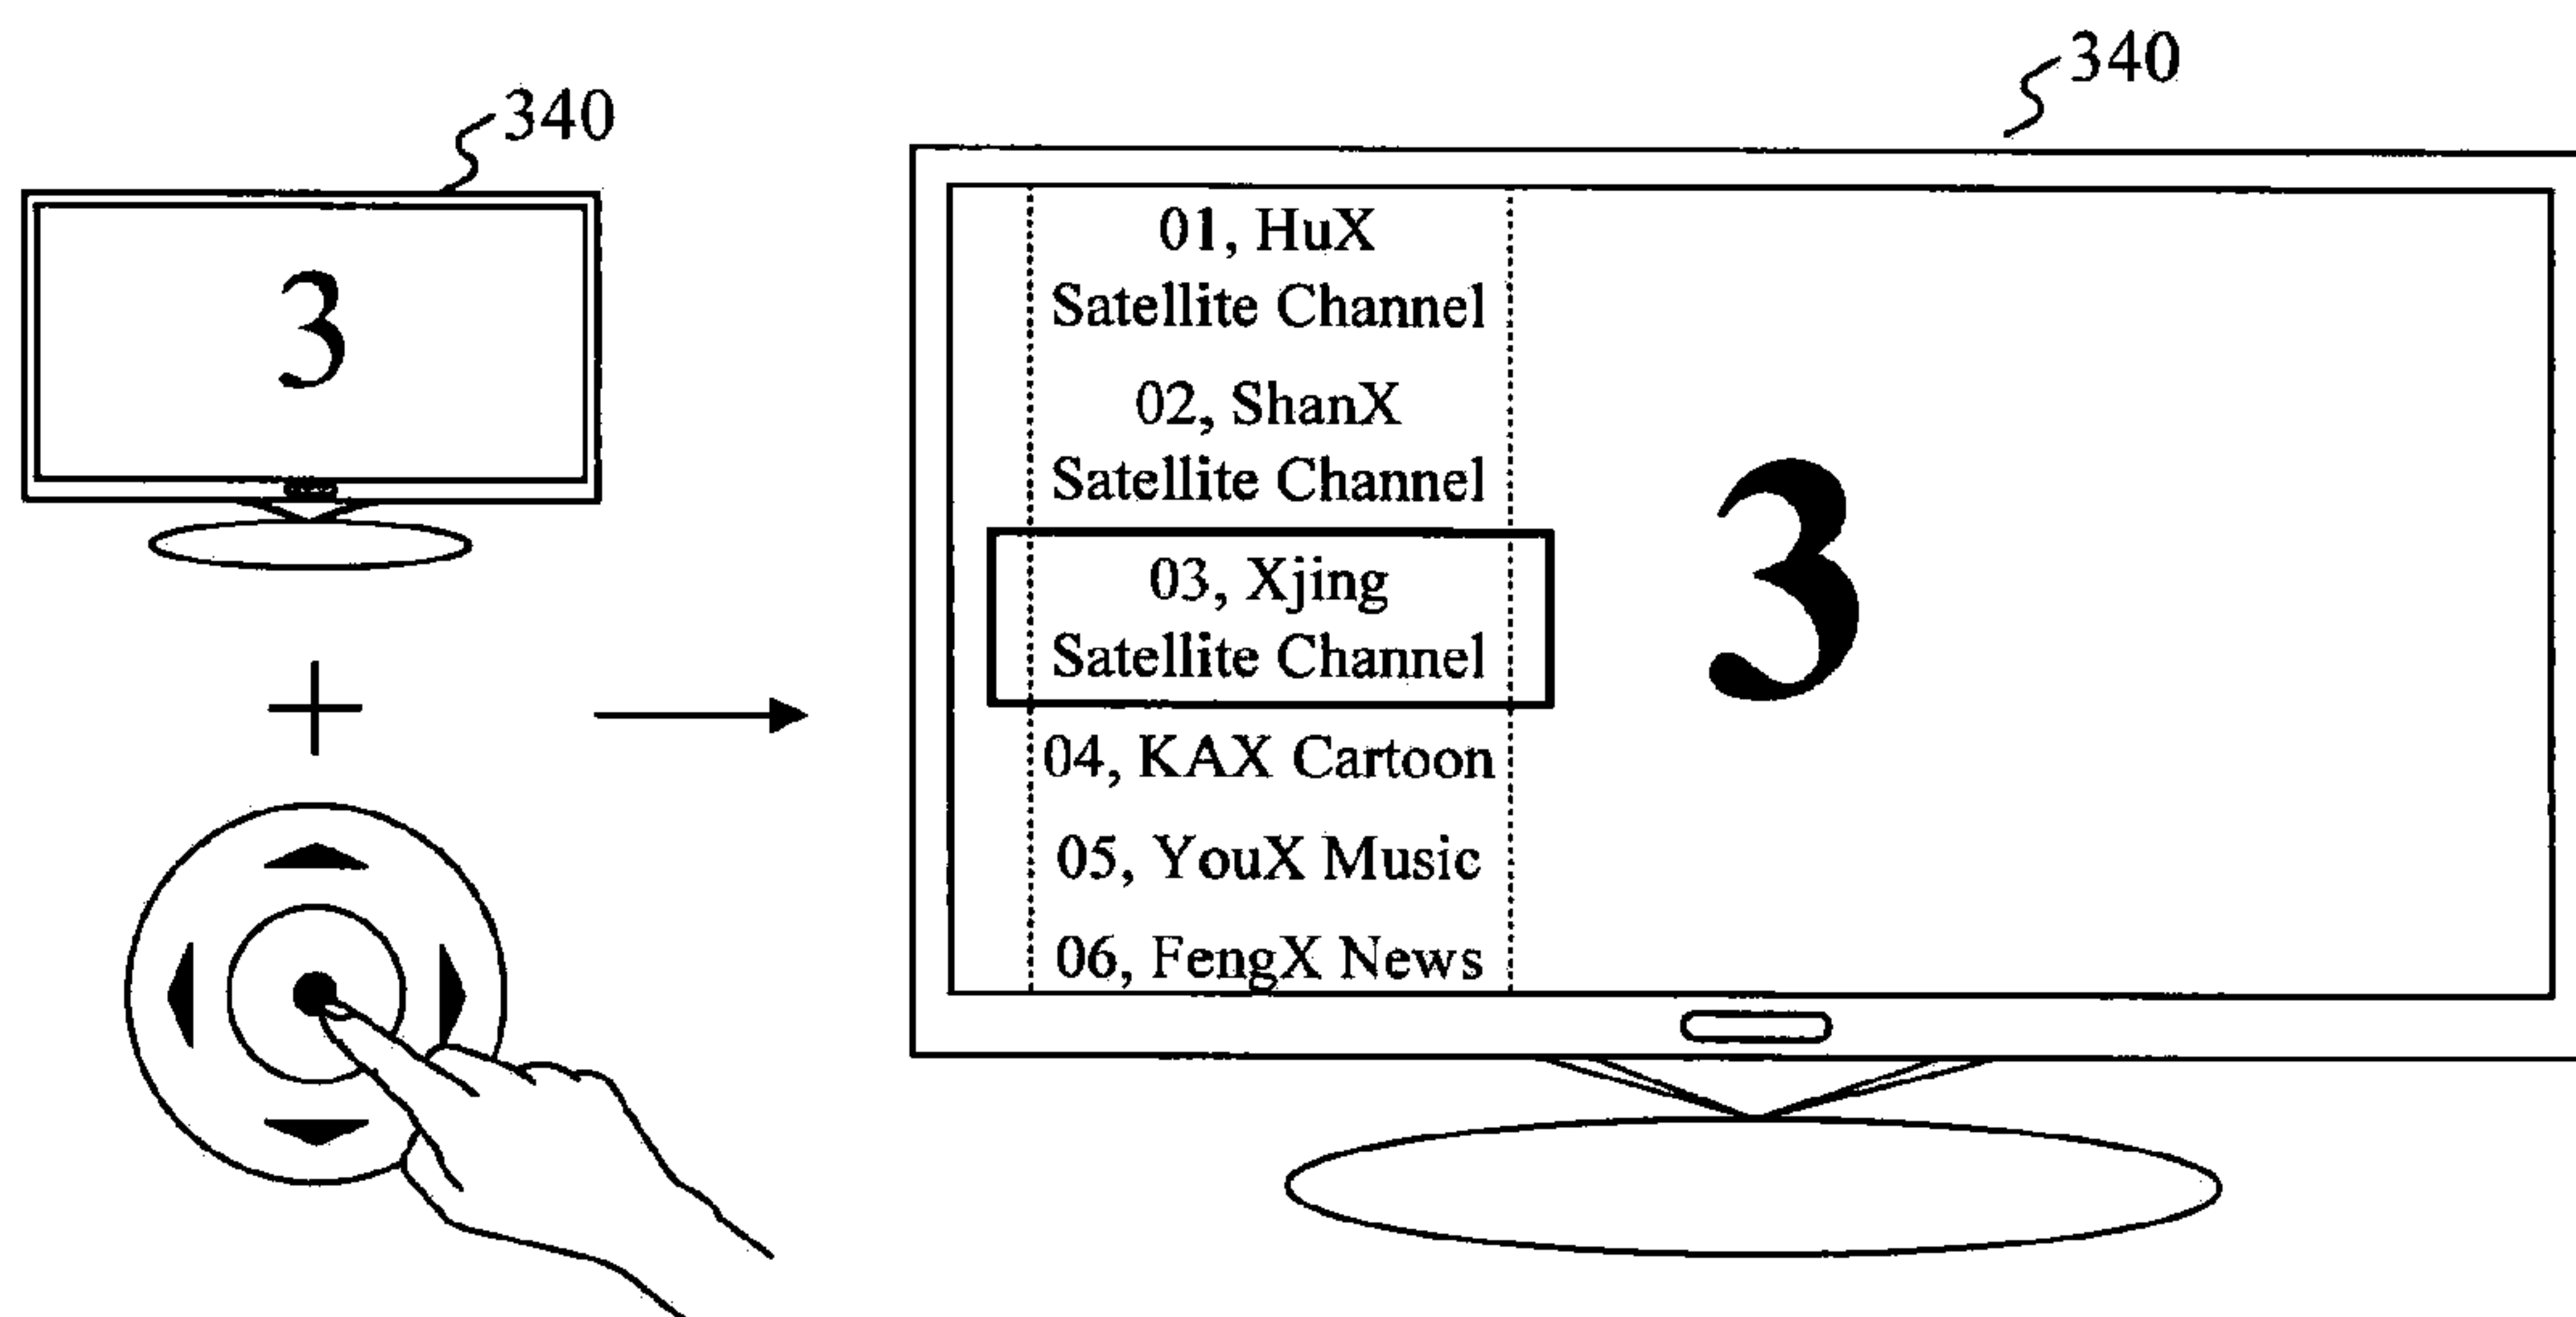 340
3
340
01, HuX
Satellite Channel
02, ShanX
Satellite Channel
03, Xjing
Satellite Channel
04, KAX Cartoon
05, YouX Music
06, FengX News
3